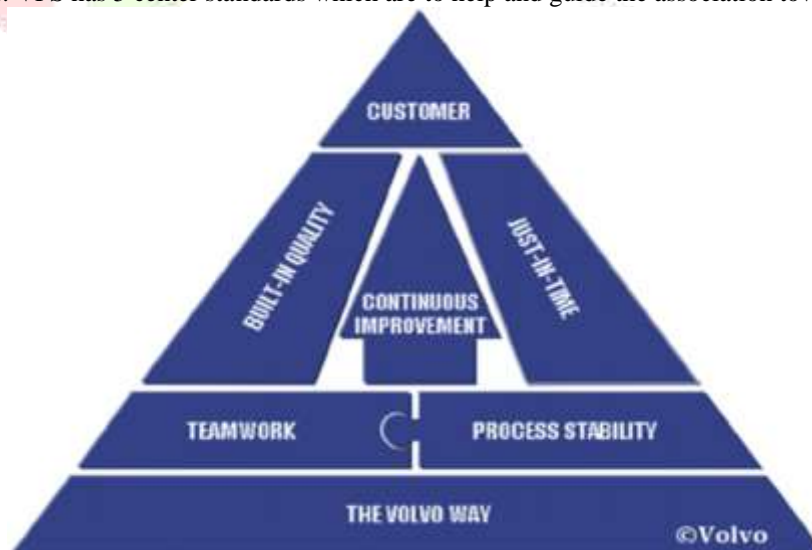 VPS has 5 center standards which are to help and guide the association
CUSTOMER
BUILT-IN QUALITY
JUST-IN-TIME
CONTINUOUS
IMPROVEMENT
TEAMWORK
PROCESS STABILITY
THE VOLVO WAY
©Volvo